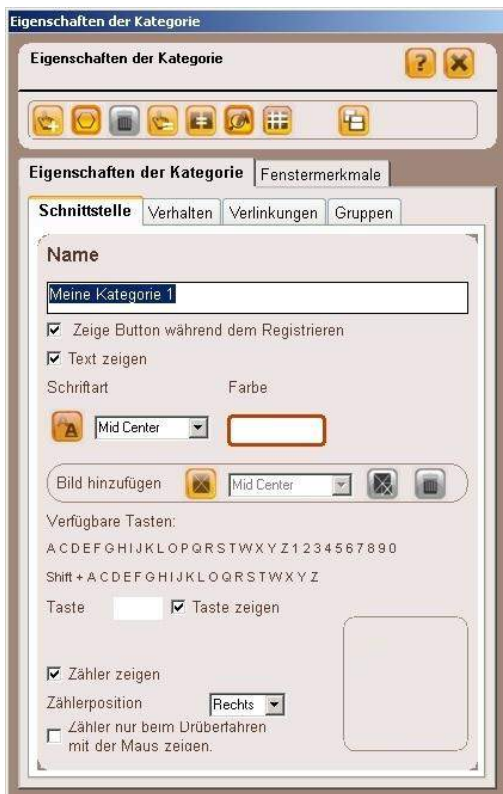 Eigenschaften der Kategorie
Eigenschaften der Kategorie
?
Eigenschaften der Kategorie Fenstermerkmale
Schnittstelle Verhalten Verlinkungen Gruppen
Name
Meine Kategorie 1
Zeige Button während dem Registrieren
Text zeigen
Schriftart Farbe
A Mid Center
Bild hinzufügen Mid Center
Verfügbare Tasten:
A C D E F G H I J K L O P Q R S T W X Y Z 1 2 3 4 5 6 7 8 9 0
Shift + A C D E F G H I J K L O Q R S T W X Y Z
Taste Taste zeigen
Zähler zeigen
Zählerposition Rechts
Zähler nur beim Drüberfahren
mit der Maus zeigen.